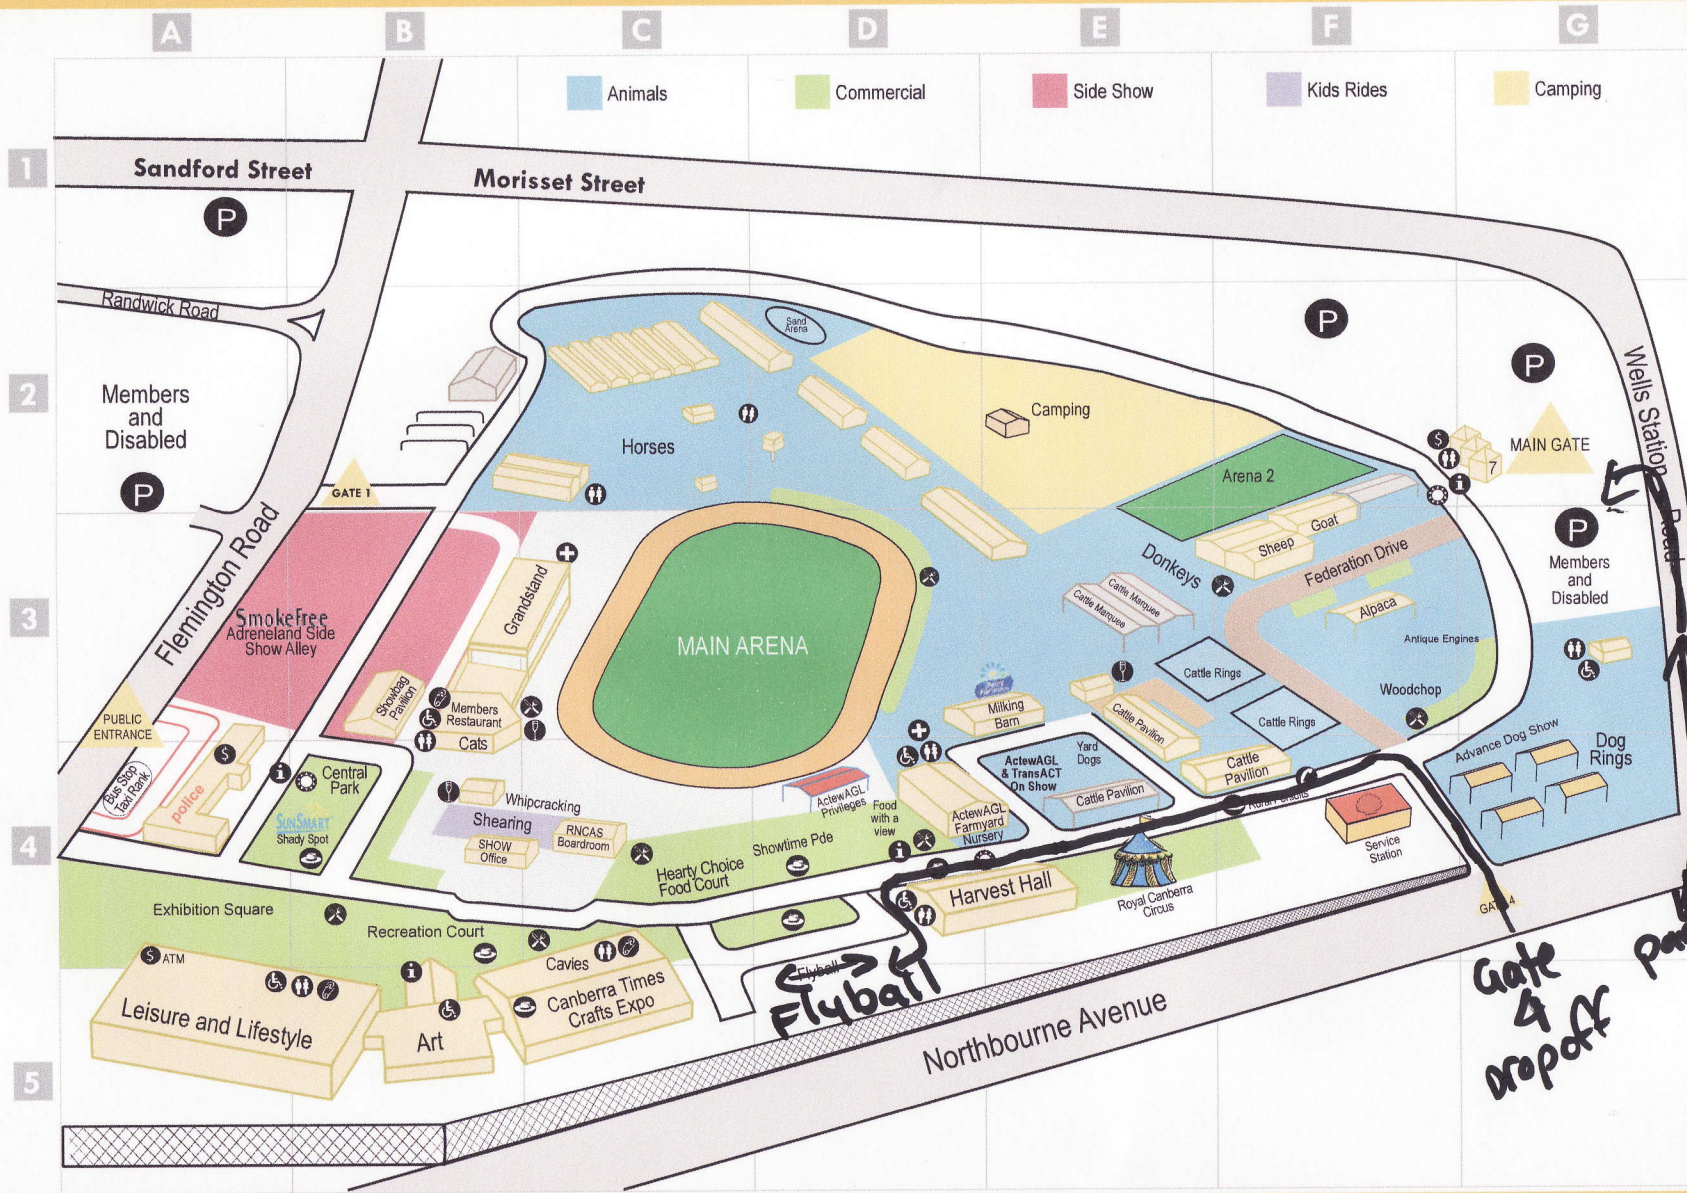 A B C D E F G
Animals
Commercial
Side Show
Kids Rides
Camping
1
Sandford Street
Morisset Street
P
Randwick Road
Sand
Arena
P
P
Wells Station
Road
2
Members
and
Disabled
P
Horses
Camping
Arena 2
$
MAIN GATE
7
i
GATE 1
Flemington Road
P
Members
and
Disabled
3
SmokeFree
Adreneland Side
Show Alley
Grandstand
MAIN ARENA
Donkeys
Goat
Sheep
Federation Drive
Cattle Marquee
Cattle Marquee
Alpaca
Antique Engines
Cattle Rings
Woodchop
Cattle Rings
Showbag
Pavilion
Members
Restaurant
Cats
Milking
Barn
Cattle Pavilion
PUBLIC
ENTRANCE
Bus Stop
Taxi Rank
$
police
i
Central
Park
SUNSMART
Shady Spot
Whipcracking
Shearing
SHOW
Office
RNCAS
Boardroom
ActewAGL
Privileges
Food
with a
view
ActewAGL
& TransACT
On Show
Yard
Dogs
Cattle Pavilion
Cattle
Pavilion
Rural Pursuits
Advance Dog Show
Dog
Rings
4
ActewAGL
Farmyard
Nursery
Showtime Pde
Hearty Choice
Food Court
i
Service
Station
Harvest Hall
Royal Canberra
Circus
GATE 4
Exhibition Square
Recreation Court
$ ATM
i
Cavies
Flyball
Flyball
Gate
4
Dropoff
Leisure and Lifestyle
Art
Canberra Times
Crafts Expo
Northbourne Avenue
5